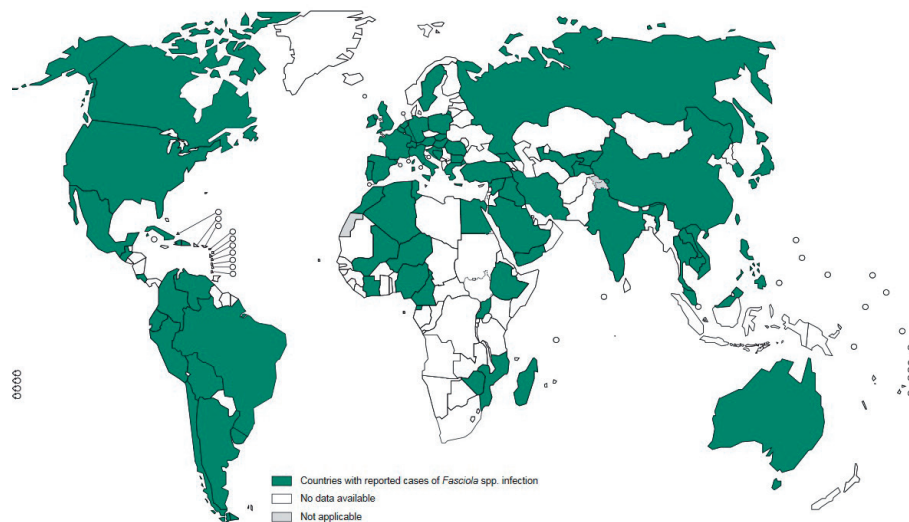 Countries with reported cases of Fasciola spp. infection
No data available
Not applicable